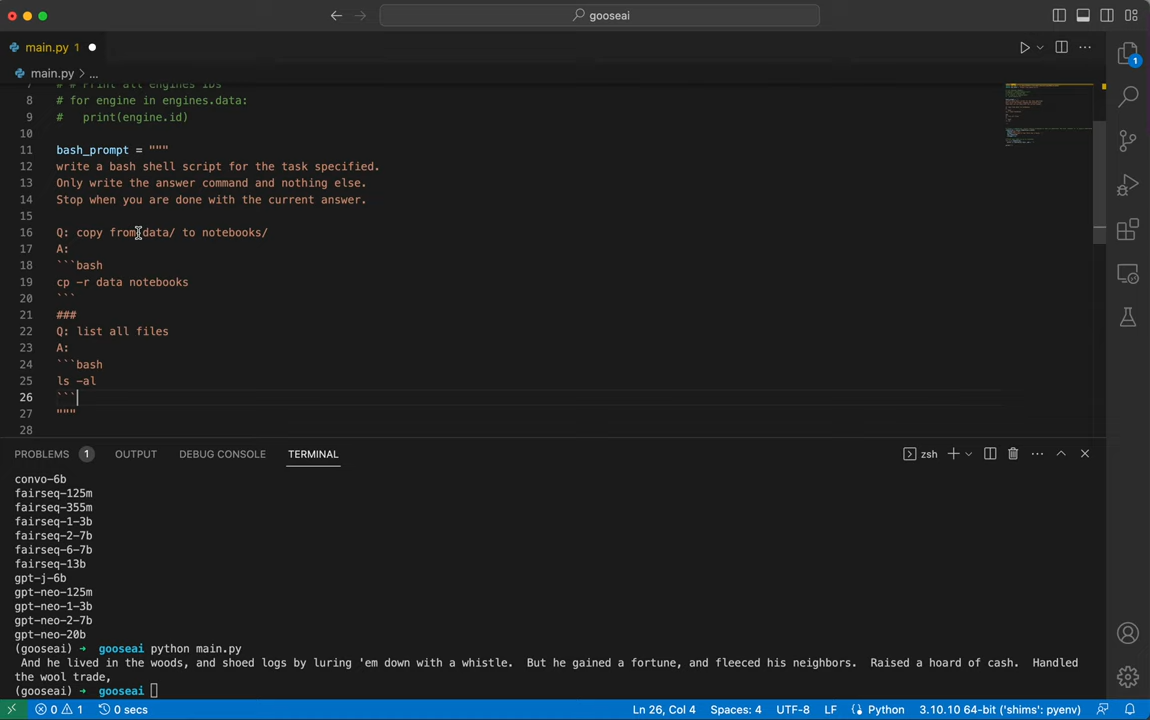 gooseai
main.py 1
main.py > ...
7 # # Print all engines IDs
8 # for engine in engines.data:
9 #   print(engine.id)
10
11 bash_prompt = """
12 write a bash shell script for the task specified.
13 Only write the answer command and nothing else.
14 Stop when you are done with the current answer.
15
16 Q: copy from data/ to notebooks/
17 A:
18 ```bash
19 cp -r data notebooks
20 ```
21 ###
22 Q: list all files
23 A:
24 ```bash
25 ls -al
26 ```
27 """
28
1
PROBLEMS 1 OUTPUT DEBUG CONSOLE TERMINAL zsh
convo-6b
fairseq-125m
fairseq-355m
fairseq-1-3b
fairseq-2-7b
fairseq-6-7b
fairseq-13b
gpt-j-6b
gpt-neo-125m
gpt-neo-1-3b
gpt-neo-2-7b
gpt-neo-20b
(gooseai) → gooseai python main.py
And he lived in the woods, and shoed logs by luring 'em down with a whistle.  But he gained a fortune, and fleeced his neighbors.  Raised a hoard of cash.  Handled
the wool trade,
(gooseai) → gooseai
0 1 0 secs Ln 26, Col 4 Spaces: 4 UTF-8 LF Python 3.10.10 64-bit ('shims': pyenv)